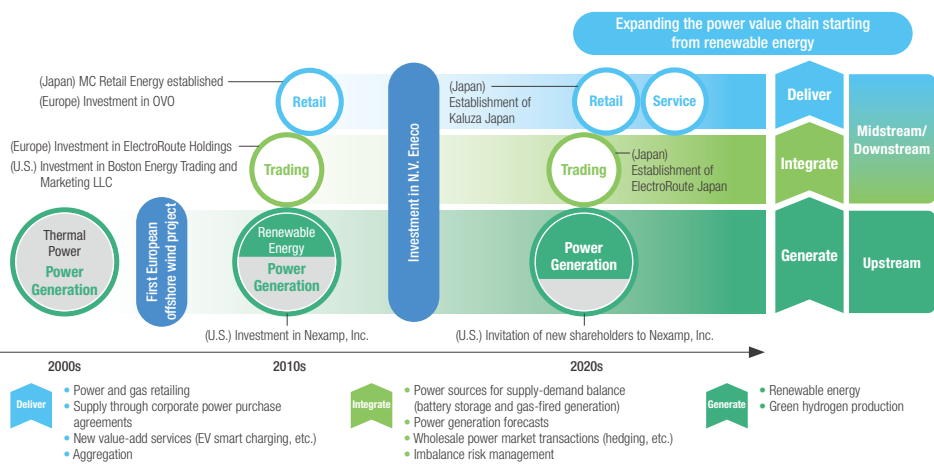 Expanding the power value chain starting
from renewable energy
(Japan) MC Retail Energy established
(Europe) Investment in OVO
Retail
(Japan)
Establishment of
Kaluza Japan
Retail
Service
Deliver
(Europe) Investment in ElectroRoute Holdings
(U.S.) Investment in Boston Energy Trading and
Marketing LLC
Trading
Investment in N.V. Eneco
Trading
(Japan)
Establishment of
ElectroRoute Japan
Integrate
Midstream/
Downstream
Thermal
Power
Power
Generation
First European
offshore wind project
Renewable
Energy
Power
Generation
Power
Generation
Generate
Upstream
(U.S.) Investment in Nexamp, Inc.
(U.S.) Invitation of new shareholders to Nexamp, Inc.
2000s
2010s
2020s
Deliver
• Power and gas retailing
• Supply through corporate power purchase
agreements
• New value-add services (EV smart charging, etc.)
• Aggregation
Integrate
• Power sources for supply-demand balance
(battery storage and gas-fired generation)
• Power generation forecasts
• Wholesale power market transactions (hedging, etc.)
• Imbalance risk management
Generate
• Renewable energy
• Green hydrogen production